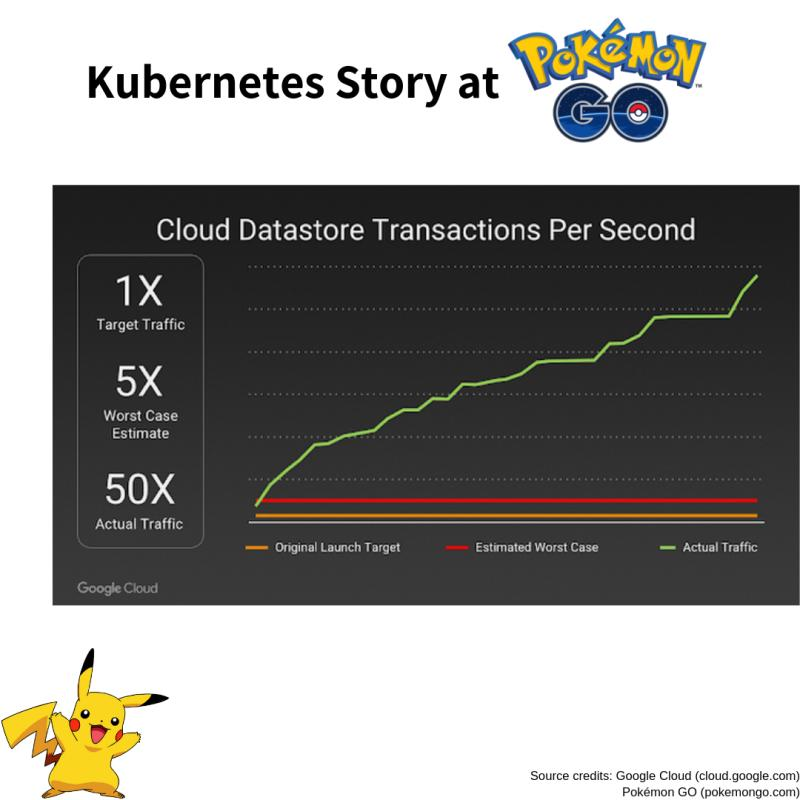 Kubernetes Story at POKÉMON
GO
Cloud Datastore Transactions Per Second
1X
Target Traffic
5X
Worst Case
Estimate
50X
Actual Traffic
Original Launch Target
Estimated Worst Case
Actual Traffic
Google Cloud
Source credits: Google Cloud (cloud.google.com)
Pokémon GO (pokemongo.com)